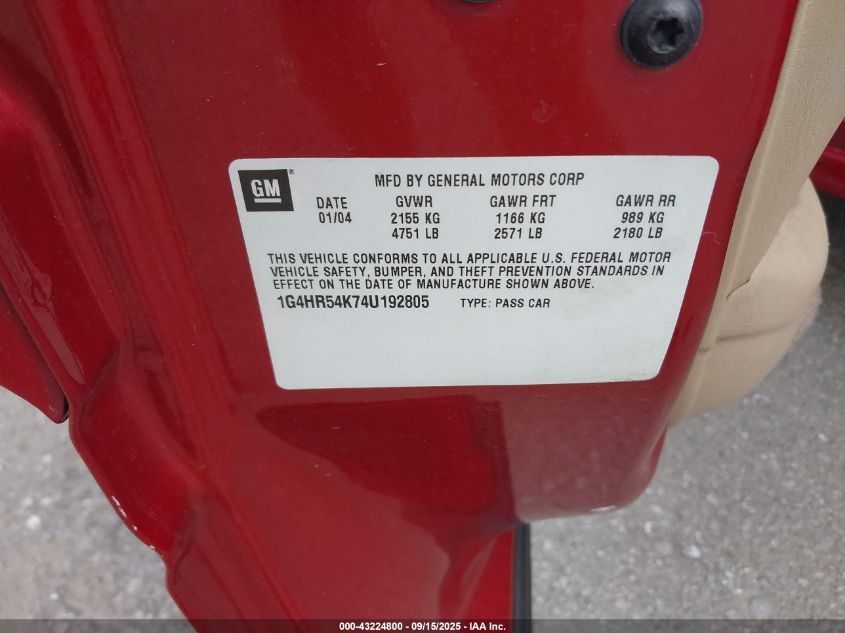 GM
MFD BY GENERAL MOTORS CORP
DATE GVWR GAWR FRT GAWR RR
01/04 2155 KG 1166 KG 989 KG
4751 LB 2571 LB 2180 LB
THIS VEHICLE CONFORMS TO ALL APPLICABLE U.S. FEDERAL MOTOR
VEHICLE SAFETY, BUMPER, AND THEFT PREVENTION STANDARDS IN
EFFECT ON THE DATE OF MANUFACTURE SHOWN ABOVE.
1G4HR54K74U192805 TYPE: PASS CAR
000-43224800 - 09/15/2025 - IAA Inc.